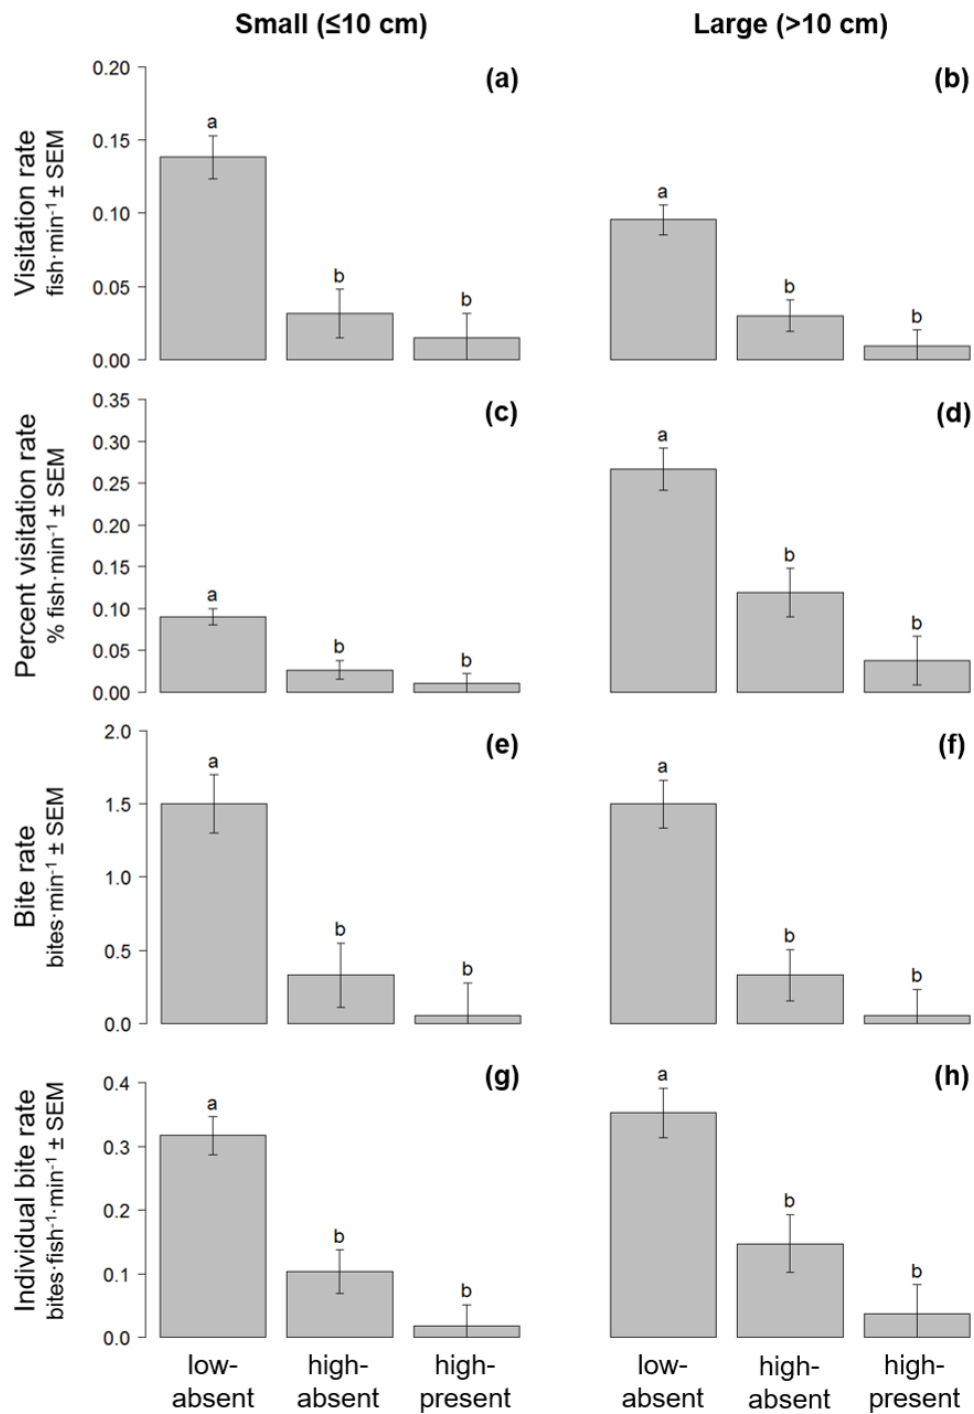 Small (≤10 cm)
Large (>10 cm)
Visitation rate
fish·min⁻¹ ± SEM
0.20
0.15
0.10
0.05
0.00
(a)
a
b
b
(b)
a
b
b
Percent visitation rate
% fish·min⁻¹ ± SEM
0.35
0.30
0.25
0.20
0.15
0.10
0.05
0.00
(c)
a
b
b
(d)
a
b
b
Bite rate
bites·min⁻¹ ± SEM
2.0
1.5
1.0
0.5
0.0
(e)
a
b
b
(f)
a
b
b
Individual bite rate
bites·fish⁻¹·min⁻¹ ± SEM
0.4
0.3
0.2
0.1
0.0
(g)
a
b
b
(h)
a
b
b
low-
absent
high-
absent
high-
present
low-
absent
high-
absent
high-
present